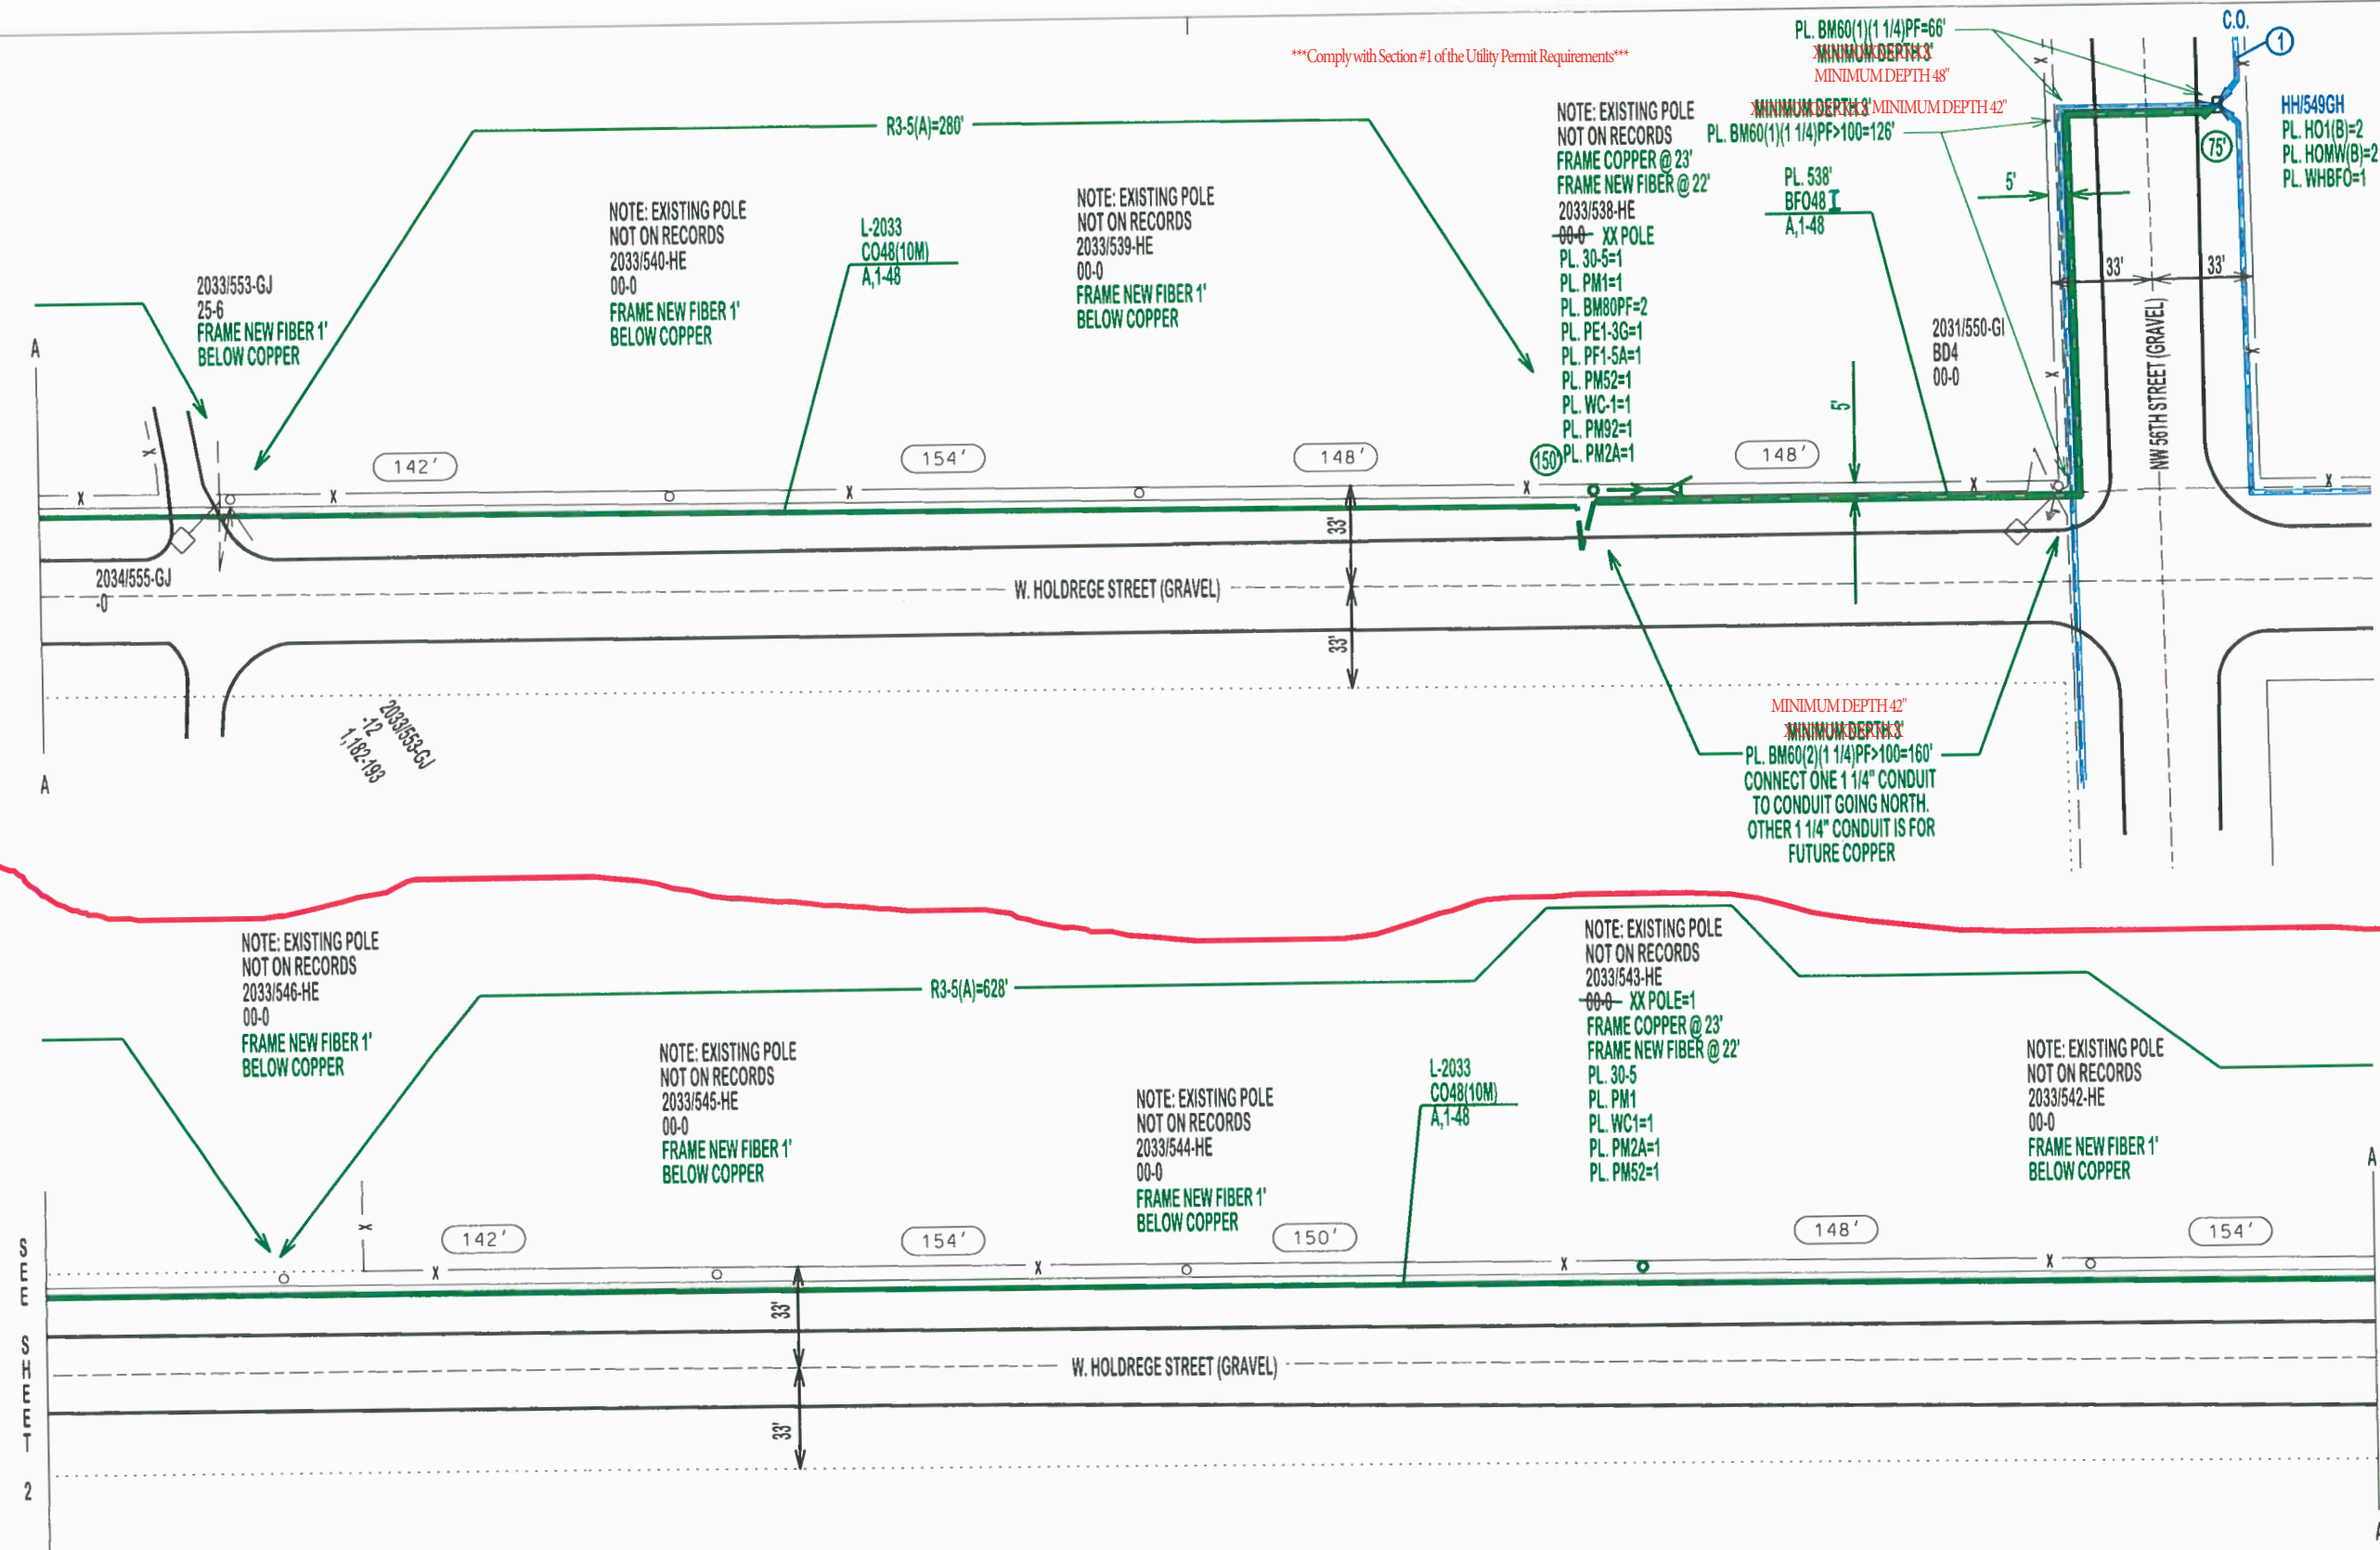 ***Comply with Section #1 of the Utility Permit Requirements***
PL. BM60(1)(1 1/4)PF=66'
MINIMUM DEPTH 3'
MINIMUM DEPTH 48"
MINIMUM DEPTH 3'
MINIMUM DEPTH 42"
PL. BM60(1)(1 1/4)PF>100=126'
C.O.
1
HH/549GH
PL. HO1(B)=2
PL. HOMW(B)=2
PL. WHBFO=1
75'
5'
33'
33'
NW 56TH STREET (GRAVEL)
R3-5(A)=280'
A
2033/553-GJ
25-6
FRAME NEW FIBER 1'
BELOW COPPER
NOTE: EXISTING POLE
NOT ON RECORDS
2033/540-HE
00-0
FRAME NEW FIBER 1'
BELOW COPPER
L-2033
CO48(10M)
A,1-48
NOTE: EXISTING POLE
NOT ON RECORDS
2033/539-HE
00-0
FRAME NEW FIBER 1'
BELOW COPPER
NOTE: EXISTING POLE
NOT ON RECORDS
FRAME COPPER @ 23'
FRAME NEW FIBER @ 22'
2033/538-HE
00-0 XX POLE
PL. 30-5=1
PL. PM1=1
PL. BM80PF=2
PL. PE1-3G=1
PL. PF1-5A=1
PL. PM52=1
PL. WC-1=1
PL. PM92=1
PL. PM2A=1
150'
PL. 538'
BFO48 I
A,1-48
2031/550-GI
BD4
00-0
5'
142'
154'
148'
148'
X
X
X
X
X
X
33'
33'
2034/555-GJ
-0
W. HOLDREGE STREET (GRAVEL)
2033/553-GJ
-12
1,182-193
A
MINIMUM DEPTH 42"
MINIMUM DEPTH 3'
PL. BM60(2)(1 1/4)PF>100=160'
CONNECT ONE 1 1/4" CONDUIT
TO CONDUIT GOING NORTH.
OTHER 1 1/4" CONDUIT IS FOR
FUTURE COPPER
NOTE: EXISTING POLE
NOT ON RECORDS
2033/546-HE
00-0
FRAME NEW FIBER 1'
BELOW COPPER
R3-5(A)=628'
NOTE: EXISTING POLE
NOT ON RECORDS
2033/545-HE
00-0
FRAME NEW FIBER 1'
BELOW COPPER
NOTE: EXISTING POLE
NOT ON RECORDS
2033/544-HE
00-0
FRAME NEW FIBER 1'
BELOW COPPER
L-2033
CO48(10M)
A,1-48
NOTE: EXISTING POLE
NOT ON RECORDS
2033/543-HE
00-0 XX POLE=1
FRAME COPPER @ 23'
FRAME NEW FIBER @ 22'
PL. 30-5
PL. PM1
PL. WC1=1
PL. PM2A=1
PL. PM52=1
NOTE: EXISTING POLE
NOT ON RECORDS
2033/542-HE
00-0
FRAME NEW FIBER 1'
BELOW COPPER
A
142'
154'
150'
148'
154'
X
X
X
X
X
33'
33'
W. HOLDREGE STREET (GRAVEL)
SEE SHEET 2
A